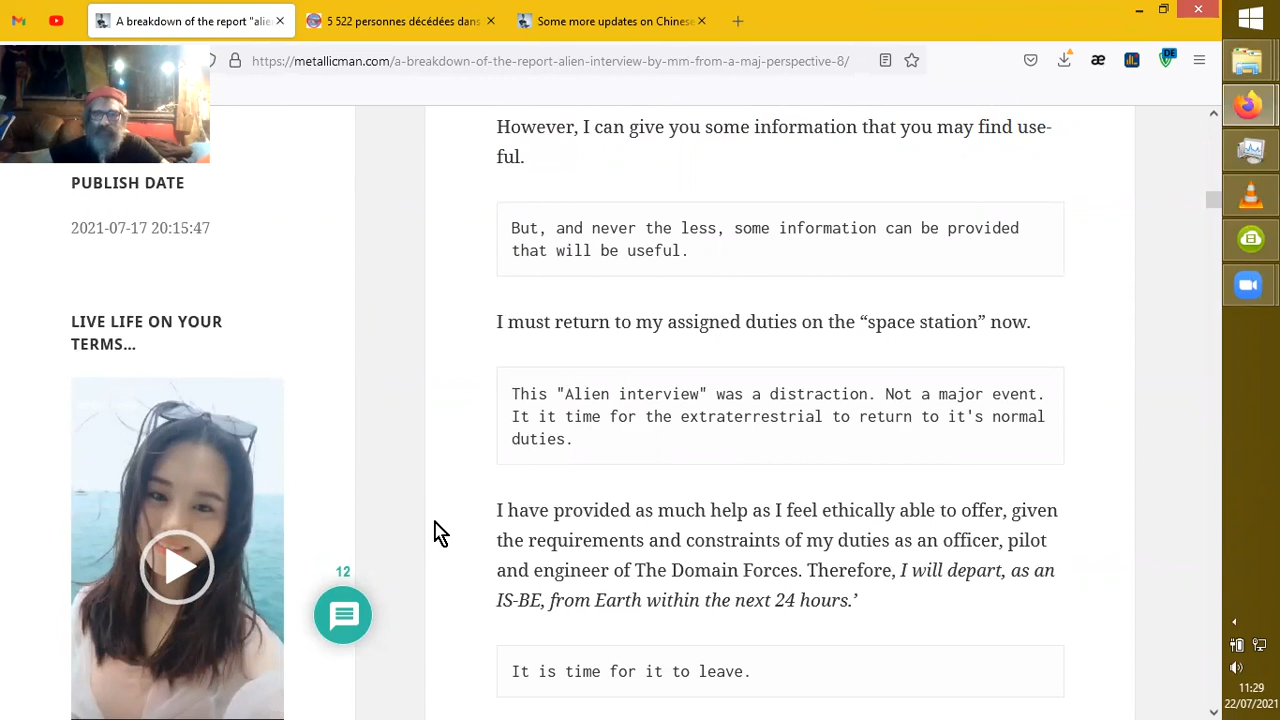 A breakdown of the report "alie
5 522 personnes décédées dans
Some more updates on Chinese
https://metallicman.com/a-breakdown-of-the-report-alien-interview-by-mm-from-a-maj-perspective-8/
æ
DE
PUBLISH DATE
2021-07-17 20:15:47
LIVE LIFE ON YOUR
TERMS…
12
However, I can give you some information that you may find use-
ful.
But, and never the less, some information can be provided
that will be useful.
I must return to my assigned duties on the “space station” now.
This "Alien interview" was a distraction. Not a major event.
It it time for the extraterrestrial to return to it's normal
duties.
I have provided as much help as I feel ethically able to offer, given
the requirements and constraints of my duties as an officer, pilot
and engineer of The Domain Forces. Therefore, I will depart, as an
IS-BE, from Earth within the next 24 hours.’
It is time for it to leave.
11:29
22/07/2021